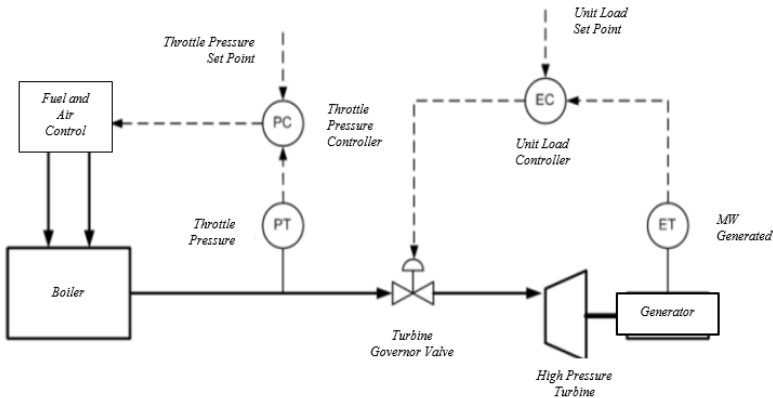 Unit Load
Set Point
Throttle Pressure
Set Point
Fuel and
Air
Control
PC
Throttle
Pressure
Controller
EC
Unit Load
Controller
Throttle
Pressure
PT
ET
MW
Generated
Boiler
Generator
Turbine
Governor Valve
High Pressure
Turbine